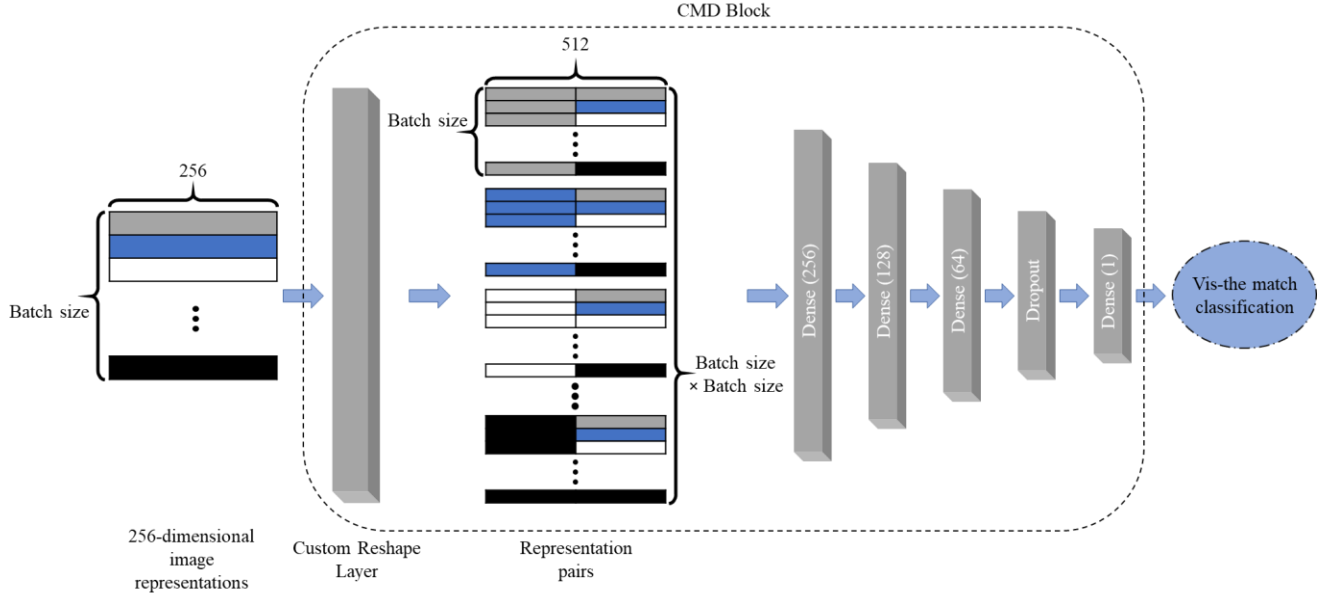 CMD Block
512
Batch size
256
Batch size
Batch size
× Batch size
Dense (256)
Dense (128)
Dense (64)
Dropout
Dense (1)
Vis-the match
classification
256-dimensional
image
representations
Custom Reshape
Layer
Representation
pairs